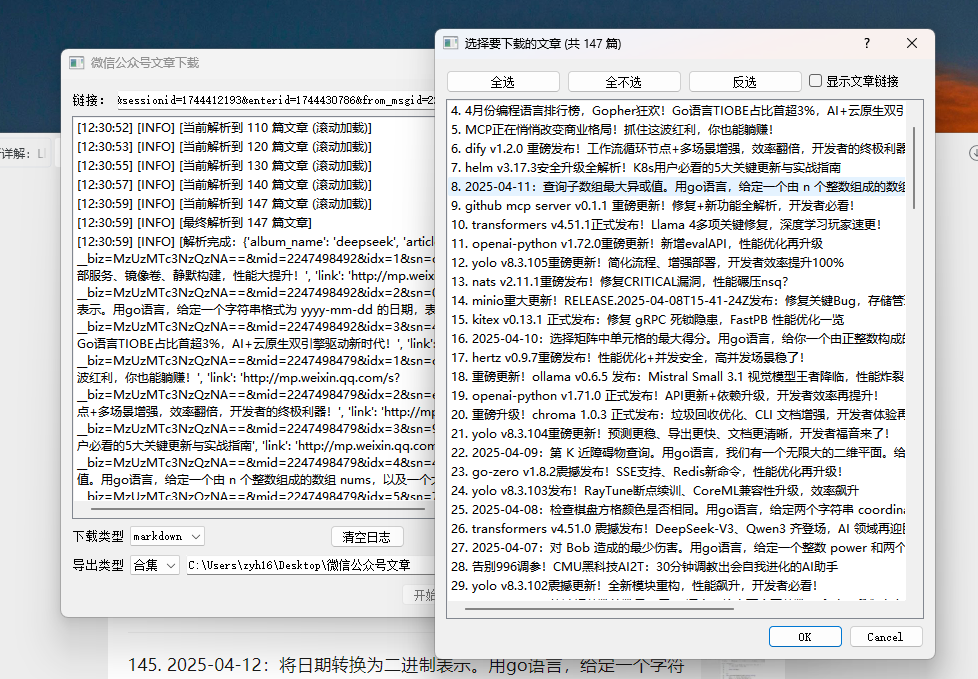 微信公众号文章下载
链接：
&sessionid=1744412193&enterid=1744430786&from_msgid=2
[12:30:52] [INFO] [当前解析到 110 篇文章 (滚动加载)]
[12:30:53] [INFO] [当前解析到 120 篇文章 (滚动加载)]
[12:30:55] [INFO] [当前解析到 130 篇文章 (滚动加载)]
[12:30:57] [INFO] [当前解析到 140 篇文章 (滚动加载)]
[12:30:59] [INFO] [当前解析到 147 篇文章 (滚动加载)]
[12:30:59] [INFO] [最终解析到 147 篇文章]
[12:30:59] [INFO] [解析完成：{'album_name': 'deepseek', 'artic
__biz=MzUzMTc3NzQzNA==&mid=2247498492&idx=1&sn=
部服务、镜像卷、静默构建，性能大提升！', 'link': 'http://mp.weix
__biz=MzUzMTc3NzQzNA==&mid=2247498492&idx=2&sn=
表示。用go语言，给定一个字符串格式为 yyyy-mm-dd 的日期，表
__biz=MzUzMTc3NzQzNA==&mid=2247498492&idx=3&sn=
Go语言TIOBE占比首超3%，AI+云原生双引擎驱动新时代！', 'link':
__biz=MzUzMTc3NzQzNA==&mid=2247498479&idx=1&sn=
波红利，你也能躺赚！', 'link': 'http://mp.weixin.qq.com/s?
__biz=MzUzMTc3NzQzNA==&mid=2247498479&idx=2&sn=
点+多场景增强，效率翻倍，开发者的终极利器！', 'link': 'http://mp
__biz=MzUzMTc3NzQzNA==&mid=2247498479&idx=3&sn=
户必看的5大关键更新与实战指南', 'link': 'http://mp.weixin.qq.com
__biz=MzUzMTc3NzQzNA==&mid=2247498479&idx=4&sn=
值。用go语言，给定一个由 n 个整数组成的数组 nums，以及一个
__biz=MzUzMTc3NzQzNA==&mid=2247498479&idx=5&sn=
下载类型 markdown 清空日志
导出类型 合集 C:\Users\zyh16\Desktop\微信公众号文章
开始
选择要下载的文章 (共 147 篇)
?
全选 全不选 反选 显示文章链接
4. 4月份编程语言排行榜，Gopher狂欢！Go语言TIOBE占比首超3%，AI+云原生双引
5. MCP正在悄悄改变商业格局！抓住这波红利，你也能躺赚！
6. dify v1.2.0 重磅发布！工作流循环节点+多场景增强，效率翻倍，开发者的终极利器
7. helm v3.17.3安全升级全解析！K8s用户必看的5大关键更新与实战指南
8. 2025-04-11：查询子数组最大异或值。用go语言，给定一个由 n 个整数组成的数组
9. github mcp server v0.1.1 重磅更新！修复+新功能全解析，开发者必看！
10. transformers v4.51.1正式发布！Llama 4多项关键修复，深度学习玩家速更！
11. openai-python v1.72.0重磅更新！新增evalAPI，性能优化再升级
12. yolo v8.3.105重磅更新！简化流程、增强部署，开发者效率提升100%
13. nats v2.11.1重磅发布！修复CRITICAL漏洞，性能碾压nsq?
14. minio重大更新！RELEASE.2025-04-08T15-41-24Z发布：修复关键Bug，存储管
15. kitex v0.13.1 正式发布：修复 gRPC 死锁隐患，FastPB 性能优化一览
16. 2025-04-10：选择矩阵中单元格的最大得分。用go语言，给你一个由正整数构成的
17. hertz v0.9.7重磅发布！性能优化+并发安全，高并发场景稳了！
18. 重磅更新！ollama v0.6.5 发布：Mistral Small 3.1 视觉模型王者降临，性能炸裂
19. openai-python v1.71.0 正式发布！API更新+依赖升级，开发者效率再提升！
20. 重磅升级！chroma 1.0.3 正式发布：垃圾回收优化、CLI 文档增强，开发者体验再
21. yolo v8.3.104重磅更新！预测更稳、导出更快、文档更清晰，开发者福音来了！
22. 2025-04-09：第 K 近障碍物查询。用go语言，我们有一个无限大的二维平面。给
23. go-zero v1.8.2震撼发布！SSE支持、Redis新命令，性能优化再升级！
24. yolo v8.3.103发布！RayTune断点续训、CoreML兼容性升级，效率飙升
25. 2025-04-08：检查棋盘方格颜色是否相同。用go语言，给定两个字符串 coordina
26. transformers v4.51.0 震撼发布！DeepSeek-V3、Qwen3 齐登场，AI 领域再迎
27. 2025-04-07：对 Bob 造成的最少伤害。用go语言，给定一个整数 power 和两个
28. 告别996调参！CMU黑科技AI2T：30分钟调教出会自我进化的AI助手
29. yolo v8.3.102震撼更新！全新模块重构，性能飙升，开发者必看！
OK Cancel
详解：
145. 2025-04-12：将日期转换为二进制表示。用go语言，给定一个字符